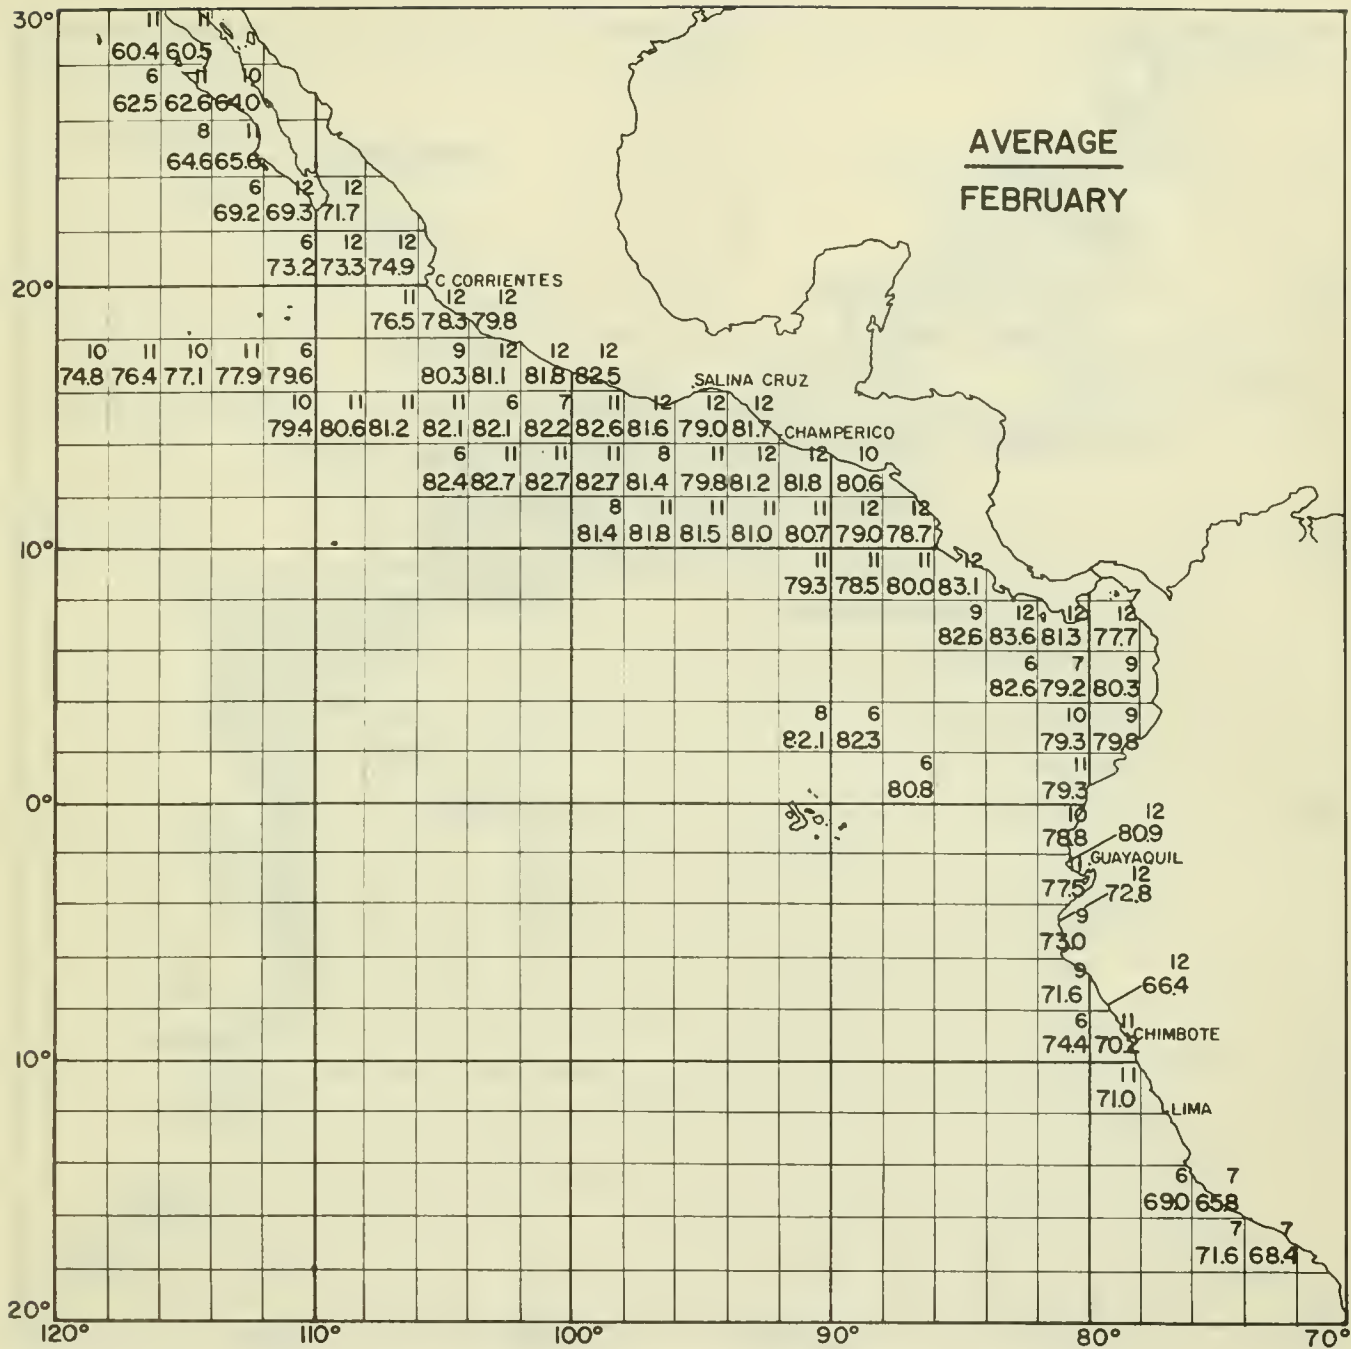 30°
11 11
60.4 60.5
6 11 10
62.5 62.6 64.0
AVERAGE
8 11
64.6 65.8
FEBRUARY
6 12 12
69.2 69.3 71.7
6 12 12
73.2 73.3 74.9
20°
C CORRIENTES
11 12 12
76.5 78.3 79.8
10 11 10 11 6 9 12 12 12
74.8 76.4 77.1 77.9 79.6 80.3 81.1 81.8 82.5
SALINA CRUZ
10 11 11 11 6 7 11 12 12 12
79.4 80.6 81.2 82.1 82.1 82.2 82.6 81.6 79.0 81.7
CHAMPERICO
6 11 11 11 8 11 12 12 10
82.4 82.7 82.7 82.7 81.4 79.8 81.2 81.8 80.6
8 11 11 11 11 12 12
81.4 81.8 81.5 81.0 80.7 79.0 78.7
10°
11 11 11 12
79.3 78.5 80.0 83.1
9 12 12 12
82.6 83.6 81.3 77.7
6 7 9
82.6 79.2 80.3
8 6 10 9
82.1 82.3 79.3 79.8
6 11
80.8 79.3
0°
10 12
78.8 80.9
GUAYAQUIL
11 12
77.5 72.8
9
73.0
9 12
71.6 66.4
6 11
74.4 70.2
CHIMBOTE
10°
11
71.0
LIMA
6 7
69.0 65.8
7 7
71.6 68.4
20°
120° 110° 100° 90° 80° 70°